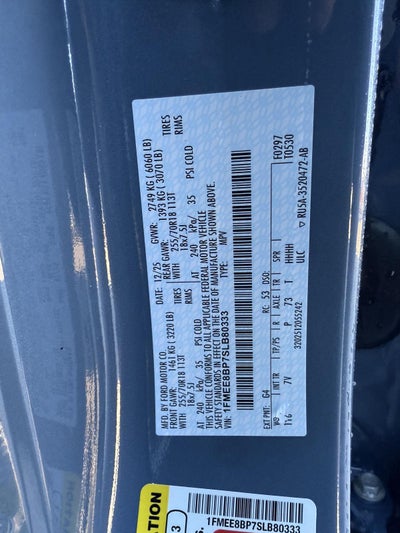 MFD. BY FORD MOTOR CO.
DATE: 12/25 GVWR: 2749 KG ( 6060 LB)
FRONT GAWR: 1461 KG ( 3220 LB) REAR GAWR: 1393 KG ( 3070 LB)
WITH 255/70R18 113T TIRES WITH 255/70R18 113T TIRES
18x7.5J RIMS 18x7.5J RIMS
AT 240 kPa/ 35 PSI COLD AT 240 kPa/ 35 PSI COLD
THIS VEHICLE CONFORMS TO ALL APPLICABLE FEDERAL MOTOR VEHICLE
SAFETY STANDARDS IN EFFECT ON THE DATE OF MANUFACTURE SHOWN ABOVE.
VIN: 1FMEE8BP7SLB80333
TYPE: MPV
EXT PNT: G4 RC: 53 DSO: F0297
T0530
WB INT TR TP/PS R AXLE TR SPR
116 7V P 73 T HHHH
ULC
3202512055242
RU5A-3520472-AB
1FMEE8BP7SLB80333